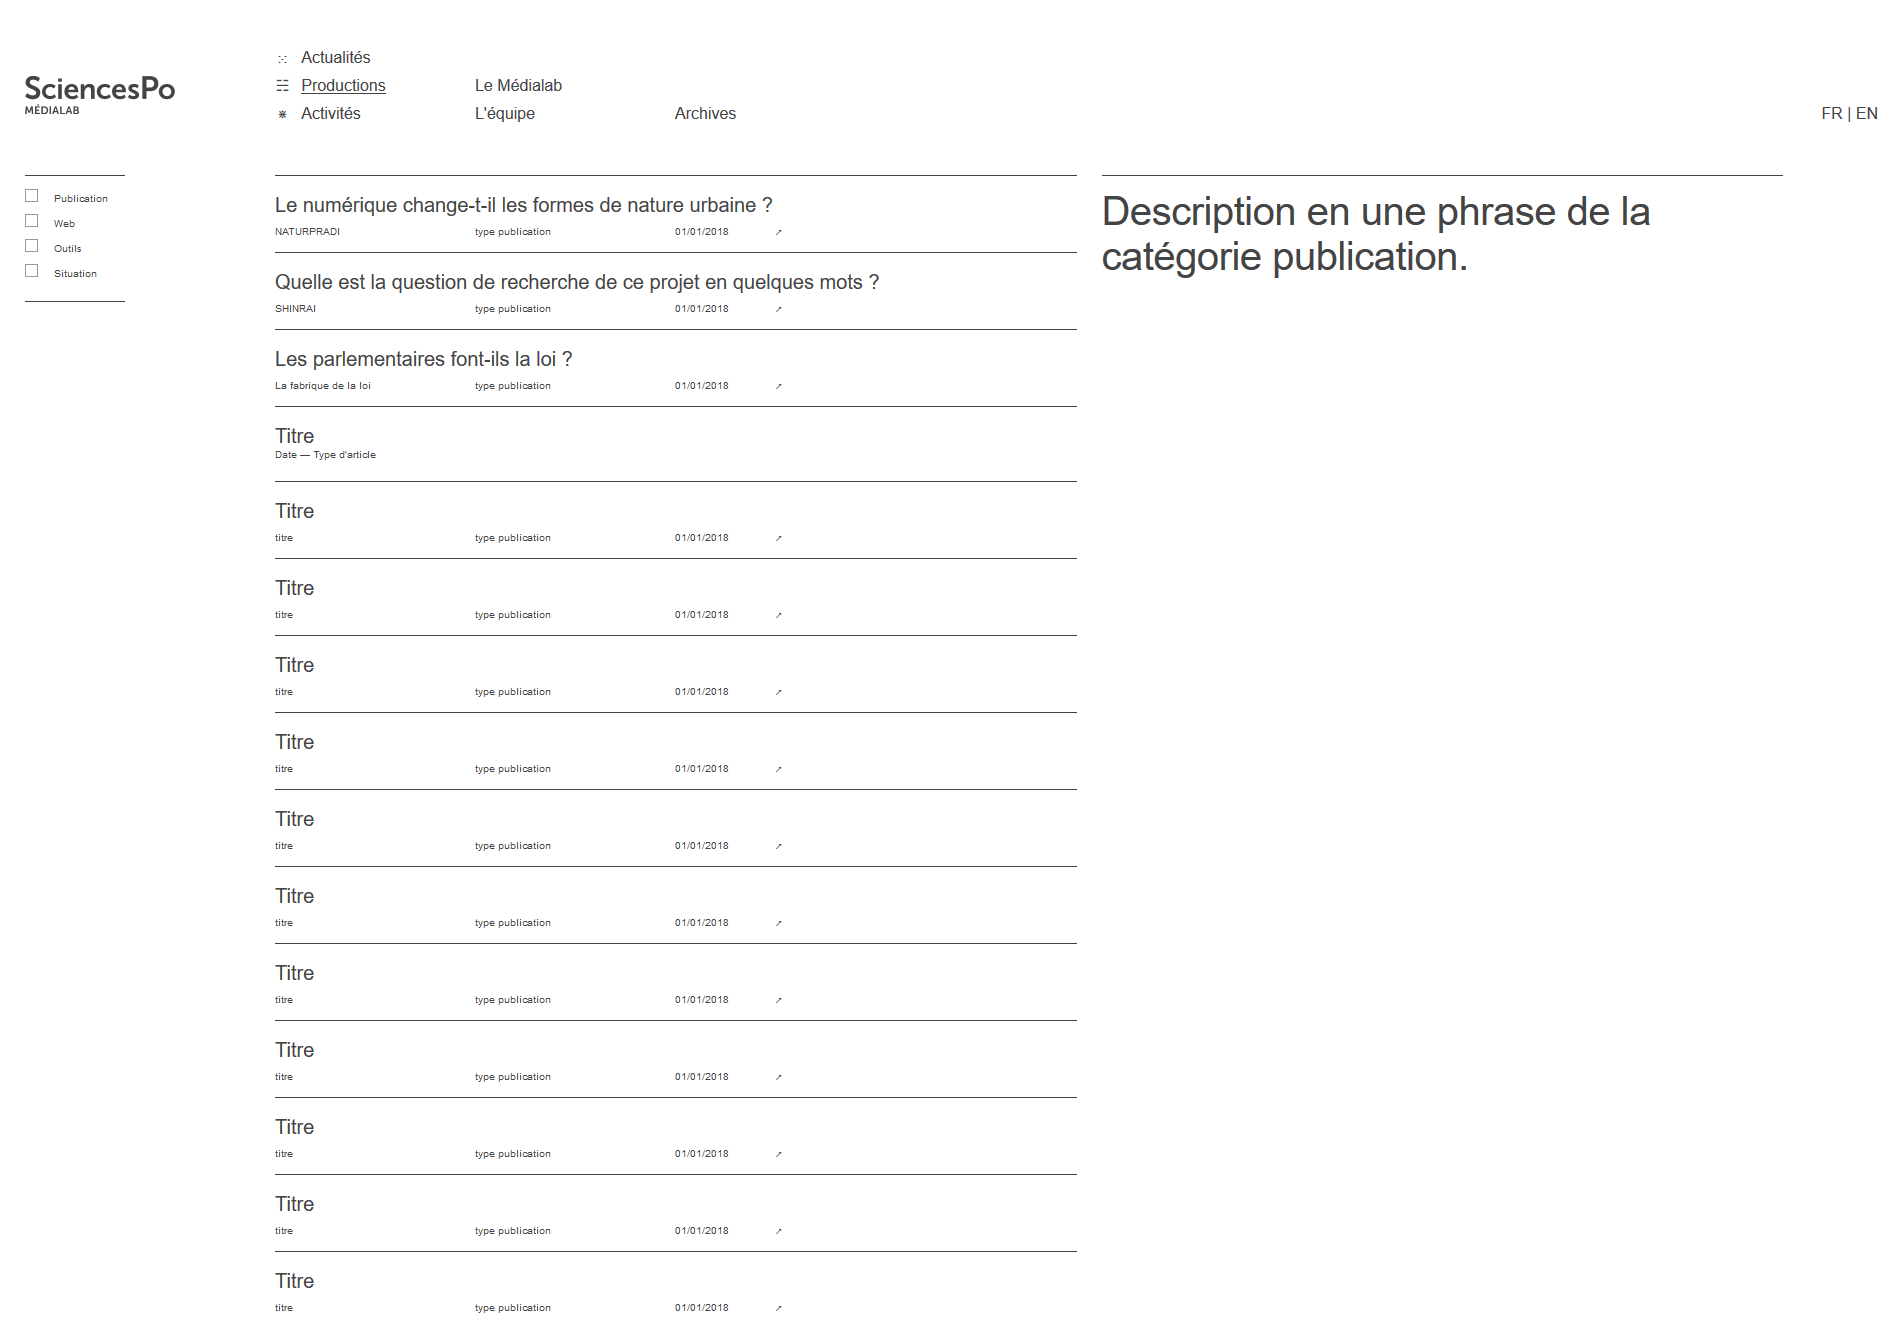 SciencesPo
MÉDIALAB
Actualités
Productions Le Médialab
Activités L'équipe Archives
FR | EN
Publication
Web
Outils
Situation
Le numérique change-t-il les formes de nature urbaine ?
NATURPRADI type publication 01/01/2018 ↗
Quelle est la question de recherche de ce projet en quelques mots ?
SHINRAI type publication 01/01/2018 ↗
Les parlementaires font-ils la loi ?
La fabrique de la loi type publication 01/01/2018 ↗
Titre
Date — Type d'article
Titre
titre type publication 01/01/2018 ↗
Titre
titre type publication 01/01/2018 ↗
Titre
titre type publication 01/01/2018 ↗
Titre
titre type publication 01/01/2018 ↗
Titre
titre type publication 01/01/2018 ↗
Titre
titre type publication 01/01/2018 ↗
Titre
titre type publication 01/01/2018 ↗
Titre
titre type publication 01/01/2018 ↗
Titre
titre type publication 01/01/2018 ↗
Titre
titre type publication 01/01/2018 ↗
Titre
titre type publication 01/01/2018 ↗
Description en une phrase de la
catégorie publication.